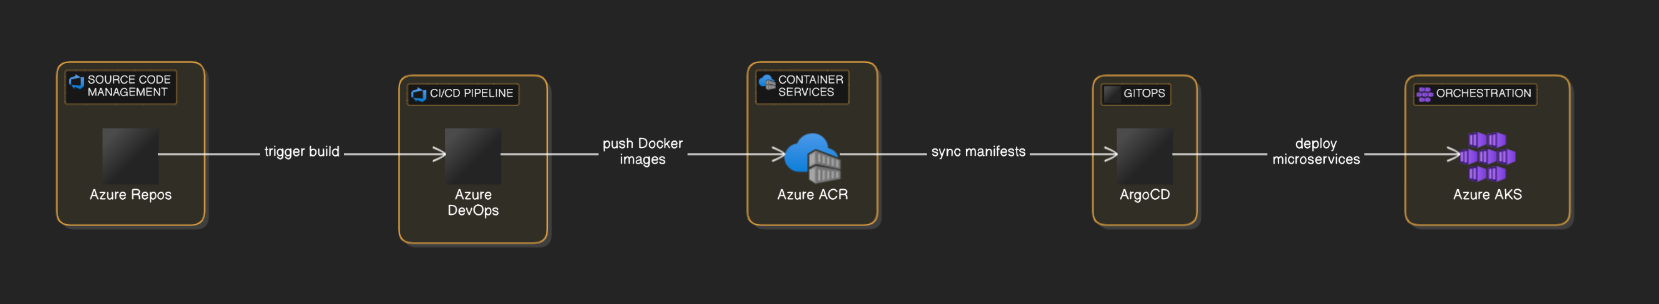 SOURCE CODE
MANAGEMENT
Azure Repos
trigger build
CI/CD PIPELINE
Azure
DevOps
push Docker
images
CONTAINER
SERVICES
Azure ACR
sync manifests
GITOPS
ArgoCD
deploy
microservices
ORCHESTRATION
Azure AKS